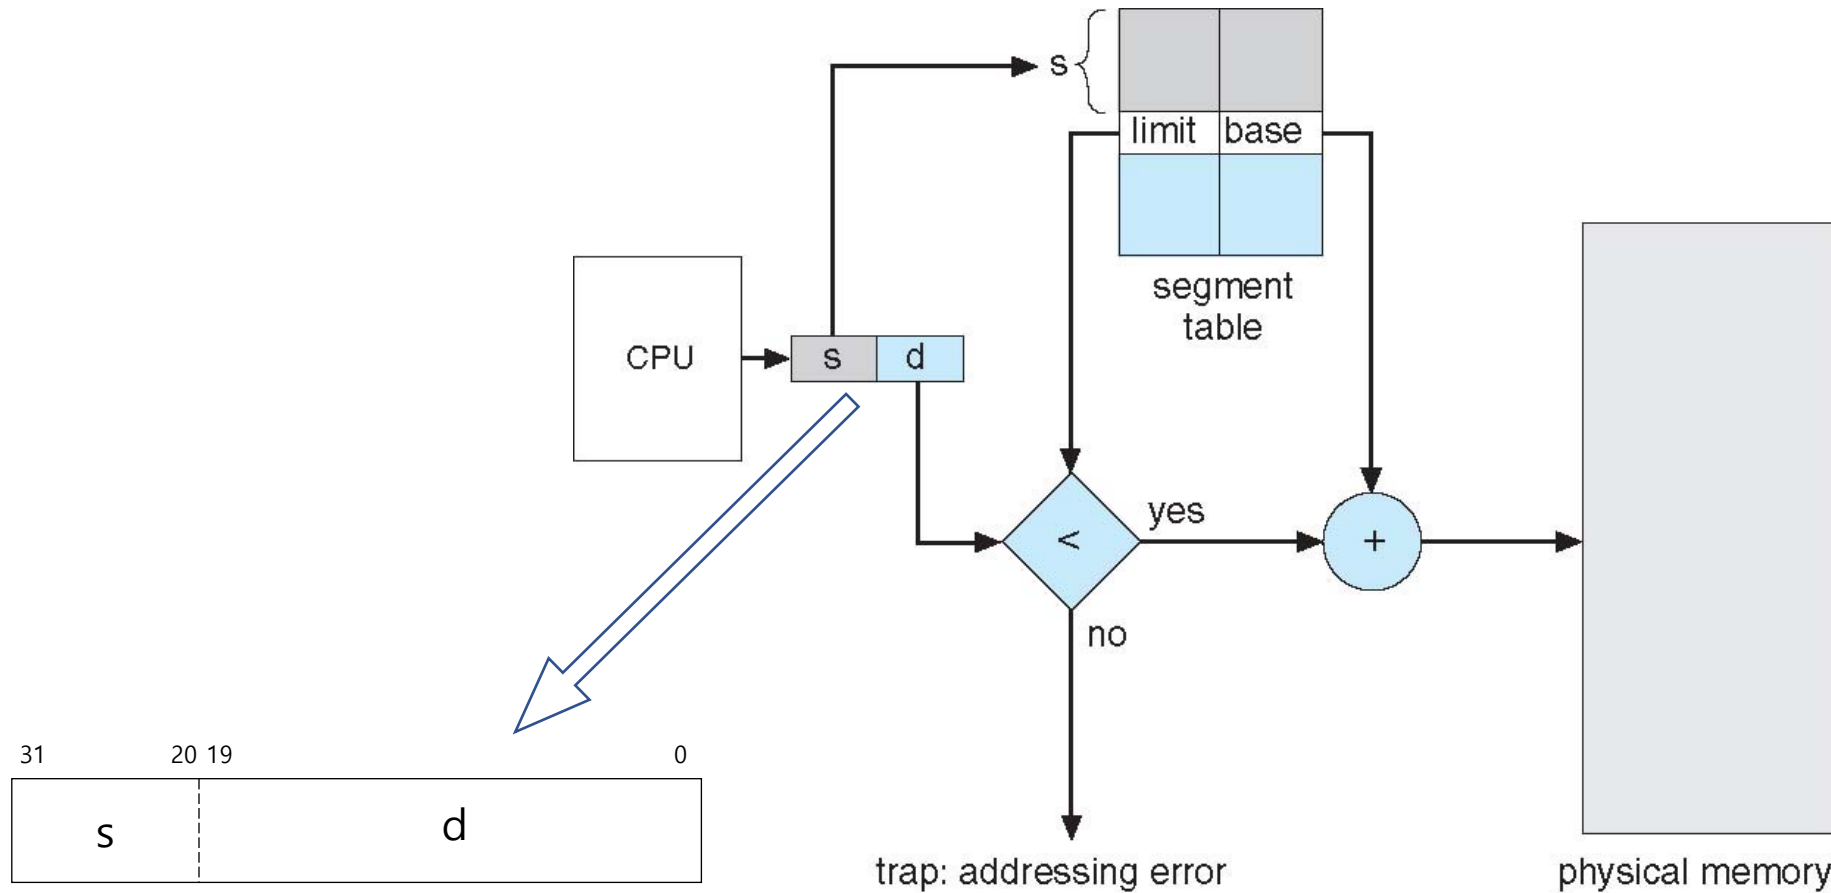 s
limit base
segment
table
CPU
s d
yes
<
+
no
31 20 19 0
s d
trap: addressing error
physical memory